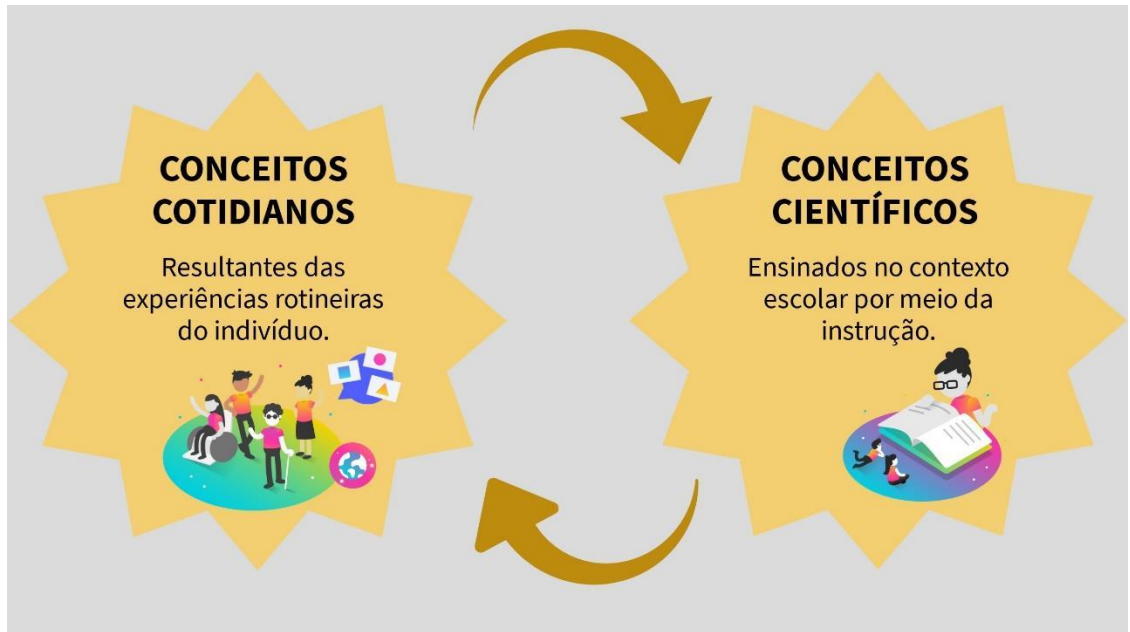 CONCEITOS
COTIDIANOS
Resultantes das
experiências rotineiras
do indivíduo.
CONCEITOS
CIENTÍFICOS
Ensinados no contexto
escolar por meio da
instrução.